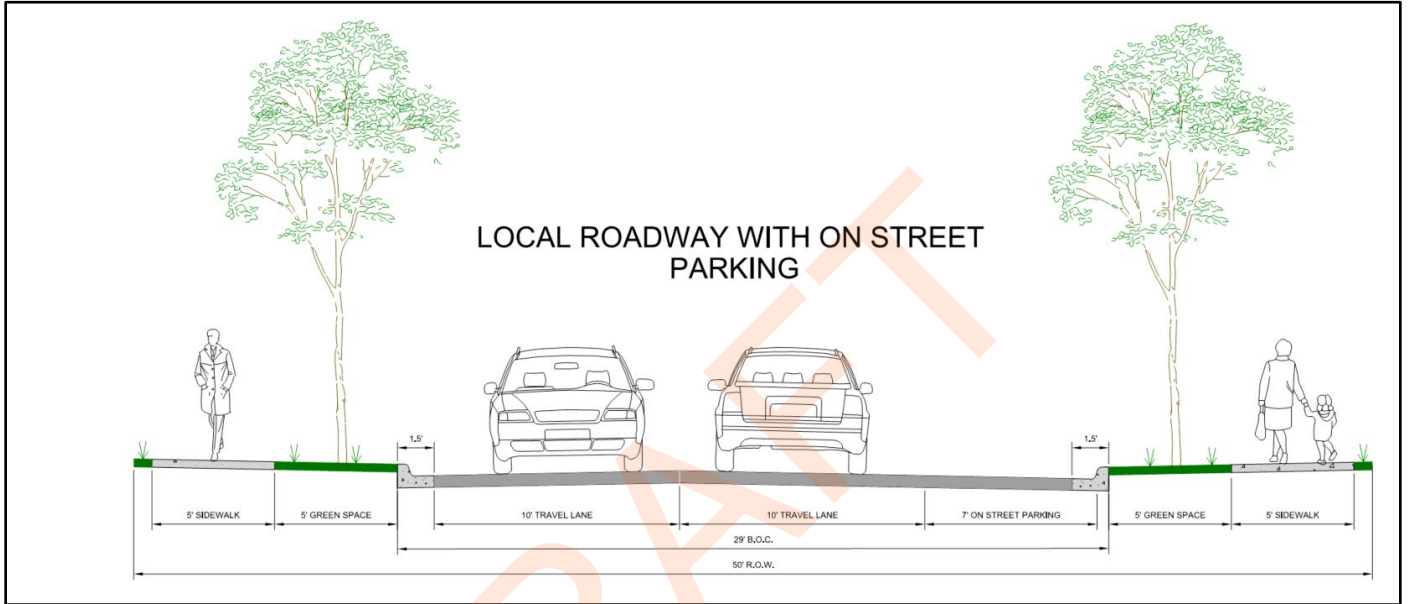 LOCAL ROADWAY WITH ON STREET
PARKING
1.5'
1.5'
5' SIDEWALK
5' GREEN SPACE
10' TRAVEL LANE
10' TRAVEL LANE
7' ON STREET PARKING
5' GREEN SPACE
5' SIDEWALK
29' B.O.C.
50' R.O.W.
DRAFT